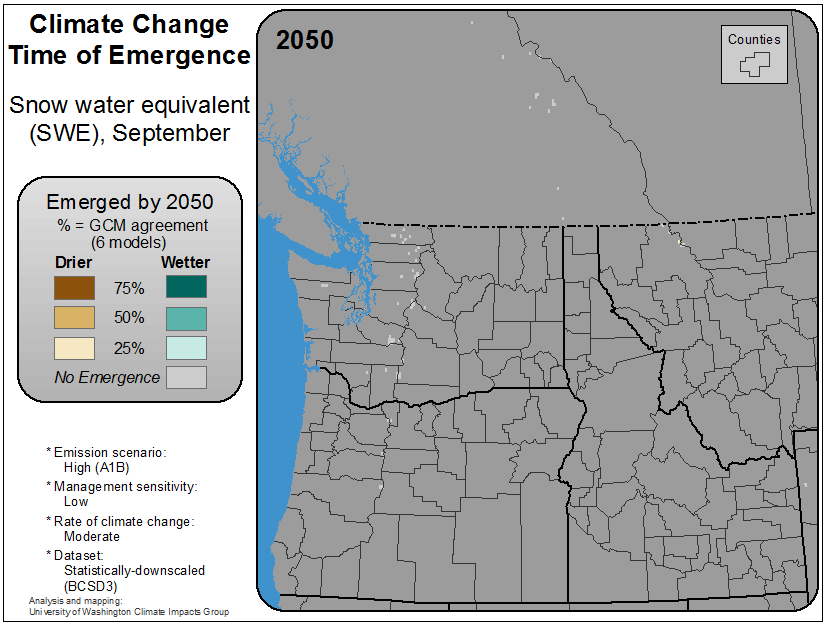 Climate Change
Time of Emergence
Snow water equivalent
(SWE), September
Emerged by 2050
% = GCM agreement
(6 models)
Drier Wetter
75%
50%
25%
No Emergence
* Emission scenario:
High (A1B)
* Management sensitivity:
Low
* Rate of climate change:
Moderate
* Dataset:
Statistically-downscaled
(BCSD3)
Analysis and mapping:
University of Washington Climate Impacts Group
2050
Counties